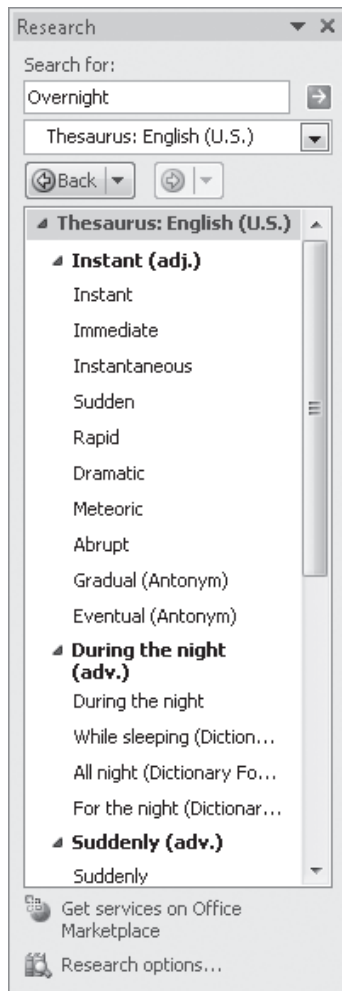 Research
Search for:
Overnight
Thesaurus: English (U.S.)
Back
Thesaurus: English (U.S.)
Instant (adj.)
Instant
Immediate
Instantaneous
Sudden
Rapid
Dramatic
Meteoric
Abrupt
Gradual (Antonym)
Eventual (Antonym)
During the night
(adv.)
During the night
While sleeping (Diction...
All night (Dictionary Fo...
For the night (Dictionar...
Suddenly (adv.)
Suddenly
Get services on Office
Marketplace
Research options...